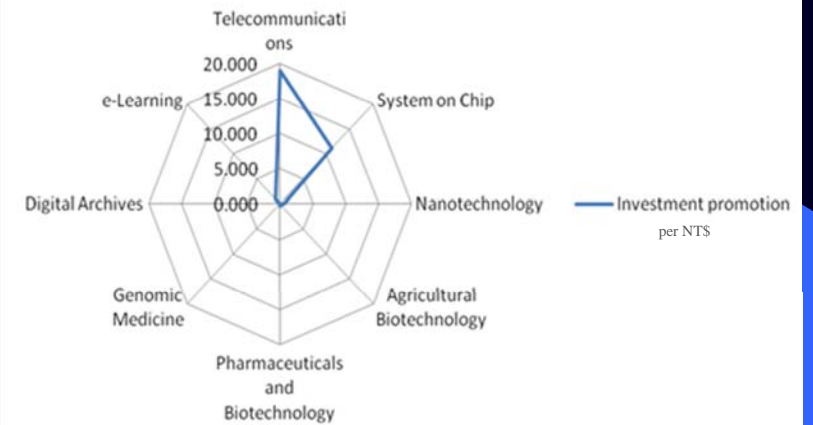 Telecommunicati
ons
20.000
e-Learning
15.000
System on Chip
10.000
5.000
Digital Archives
0.000
Nanotechnology
Investment promotion
per NT$
Genomic
Medicine
Agricultural
Biotechnology
Pharmaceuticals
and
Biotechnology